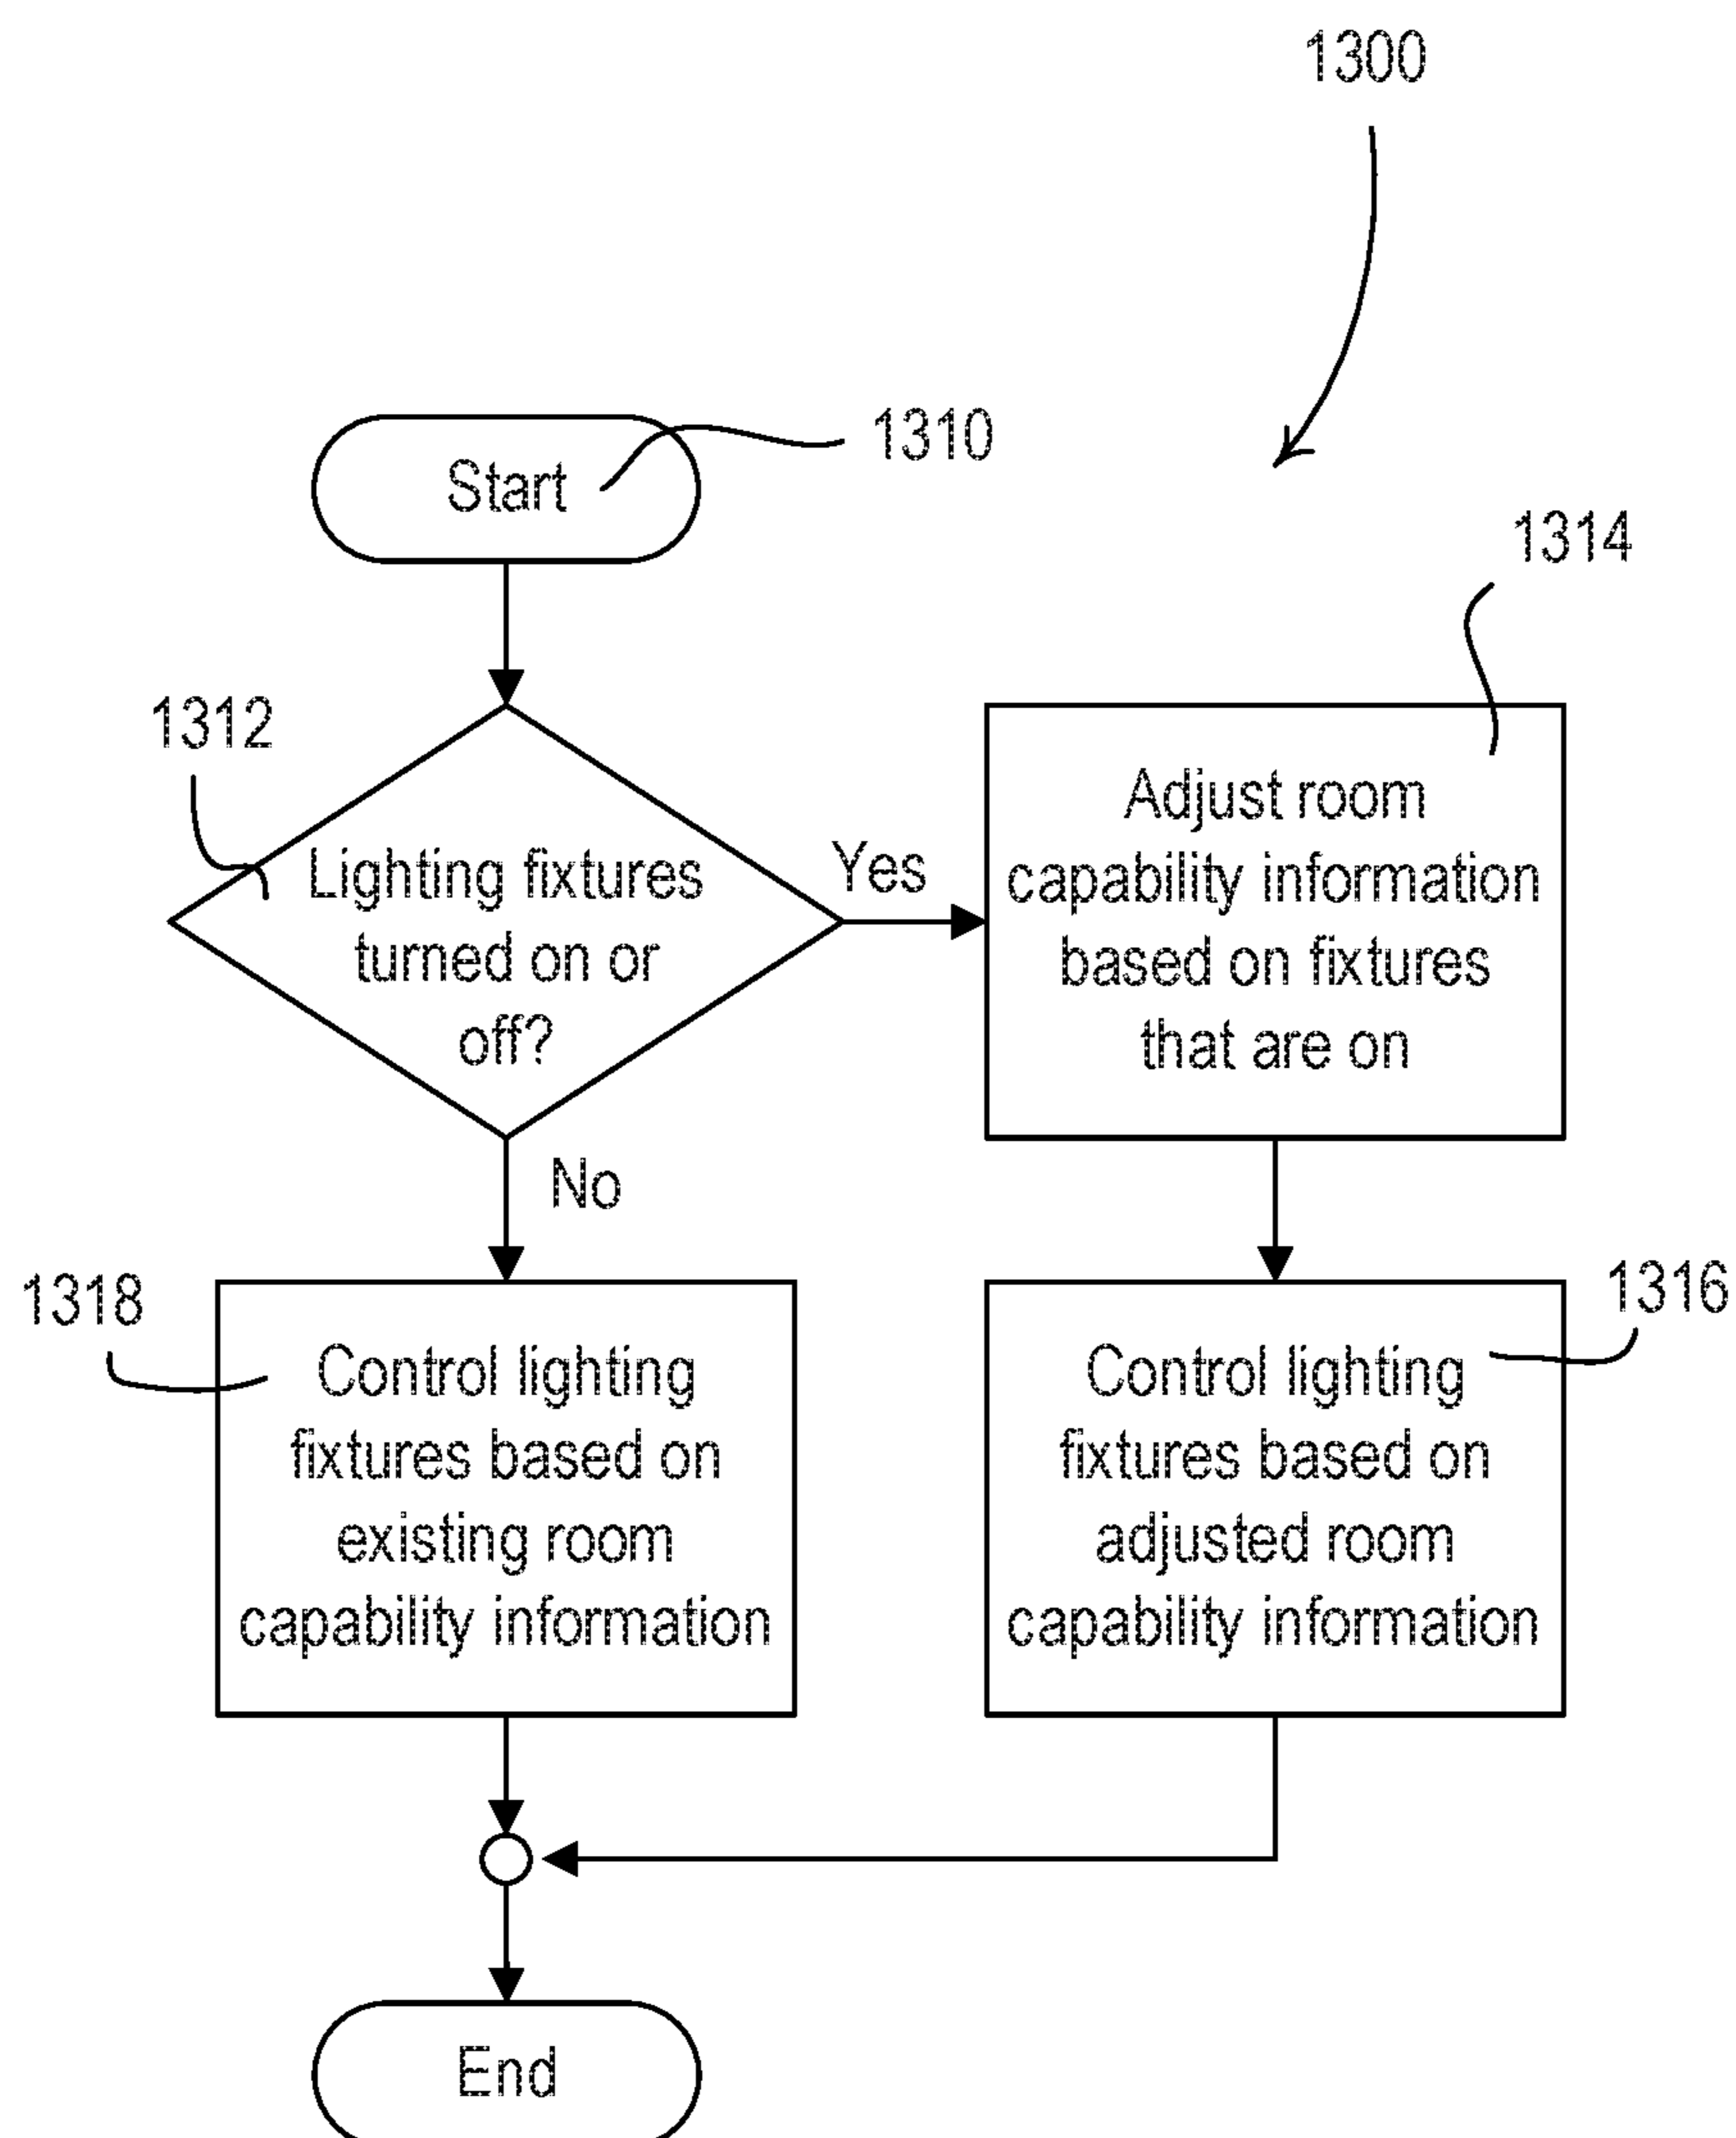 1300
Start
1310
1314
1312
Lighting fixtures
turned on or
off?
Yes
Adjust room
capability information
based on fixtures
that are on
No
1318
Control lighting
fixtures based on
existing room
capability information
1316
Control lighting
fixtures based on
adjusted room
capability information
End